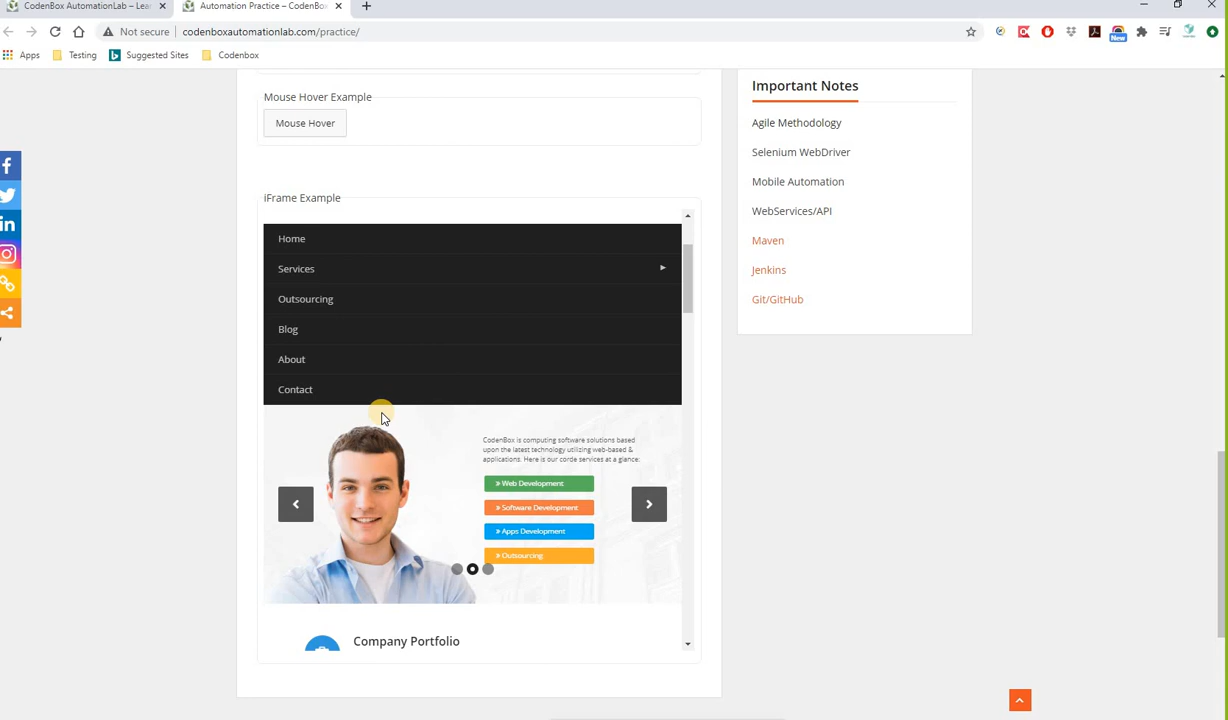 CodenBox AutomationLab – Lea
Automation Practice – CodenBo
Not secure
codenboxautomationlab.com/practice/
New
Apps
Testing
Suggested Sites
Codenbox
Mouse Hover Example
Mouse Hover
iFrame Example
Home
Services
Outsourcing
Blog
About
Contact
CodenBox is computing software solutions based
upon the latest technology utilizing web-based &
applications. Here is our corde services at a glance:
» Web Development
» Software Development
» Apps Development
» Outsourcing
Company Portfolio
Important Notes
Agile Methodology
Selenium WebDriver
Mobile Automation
WebServices/API
Maven
Jenkins
Git/GitHub